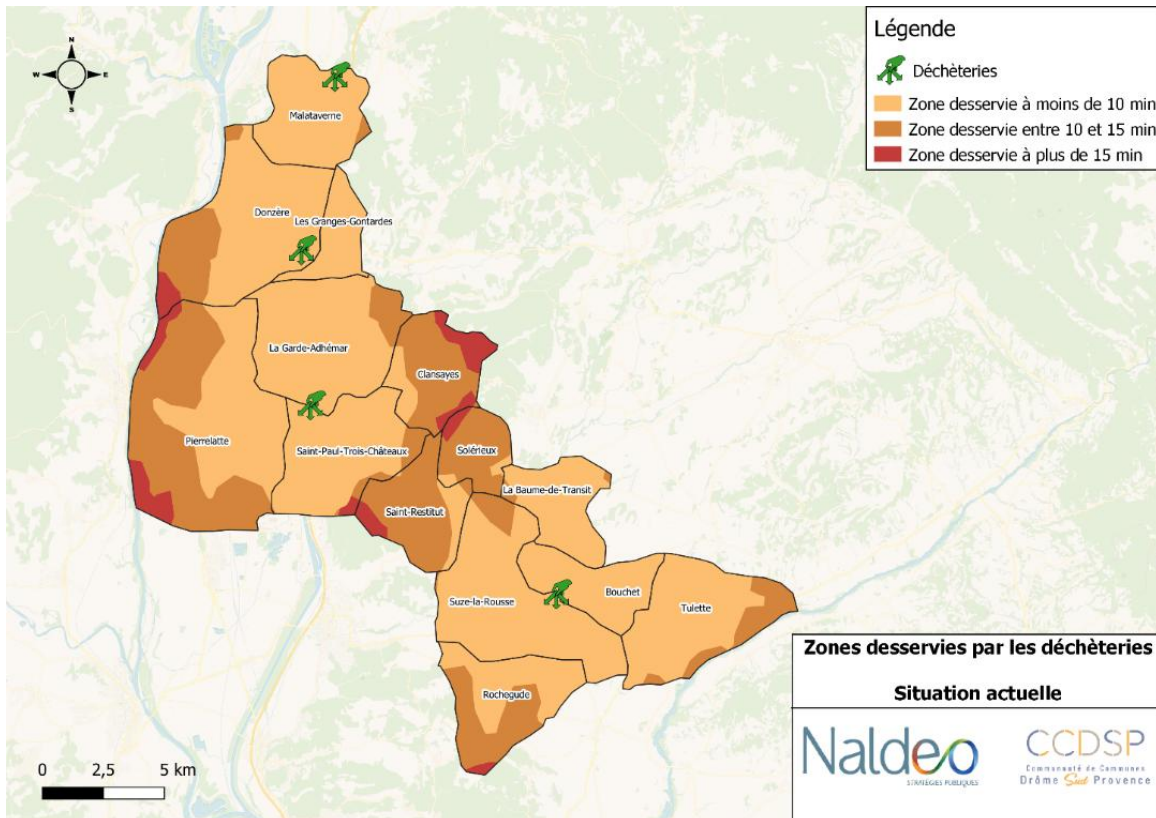 N
W
E
S
Légende
Déchèteries
Zone desservie à moins de 10 min
Zone desservie entre 10 et 15 min
Zone desservie à plus de 15 min
Malataverne
Donzère
Les Granges-Gontardes
La Garde-Adhémar
Clansayes
Pierrelatte
Saint-Paul-Trois-Châteaux
Solérieux
La Baume-de-Transit
Saint-Restitut
Suze-la-Rousse
Bouchet
Tulette
Rochegude
0 2,5 5 km
Zones desservies par les déchèteries
Situation actuelle
Naldeo
STRATÉGIES PUBLIQUES
CCDSP
Communauté de Communes
Drôme Sud Provence